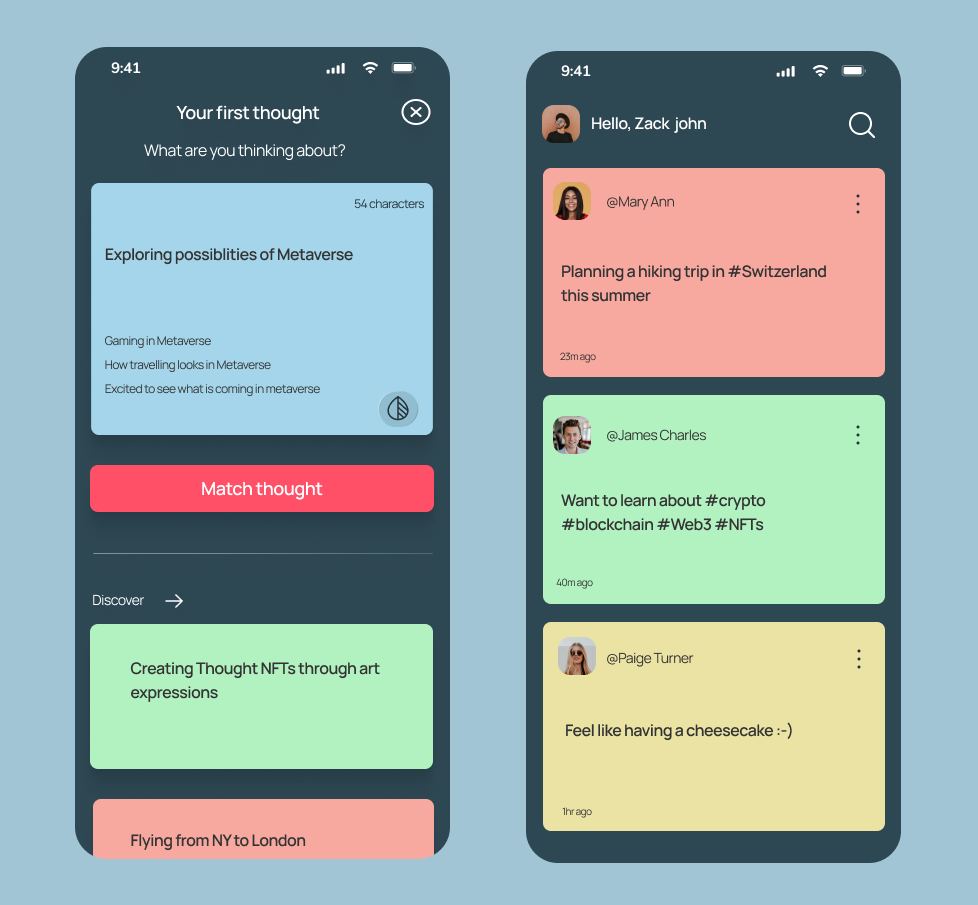 9:41
Your first thought
What are you thinking about?
54 characters
Exploring possiblities of Metaverse
Gaming in Metaverse
How travelling looks in Metaverse
Excited to see what is coming in metaverse
Match thought
Discover
Creating Thought NFTs through art
expressions
Flying from NY to London
9:41
Hello, Zack john
@Mary Ann
Planning a hiking trip in #Switzerland
this summer
23m ago
@James Charles
Want to learn about #crypto
#blockchain #Web3 #NFTs
40m ago
@Paige Turner
Feel like having a cheesecake :-)
1hr ago